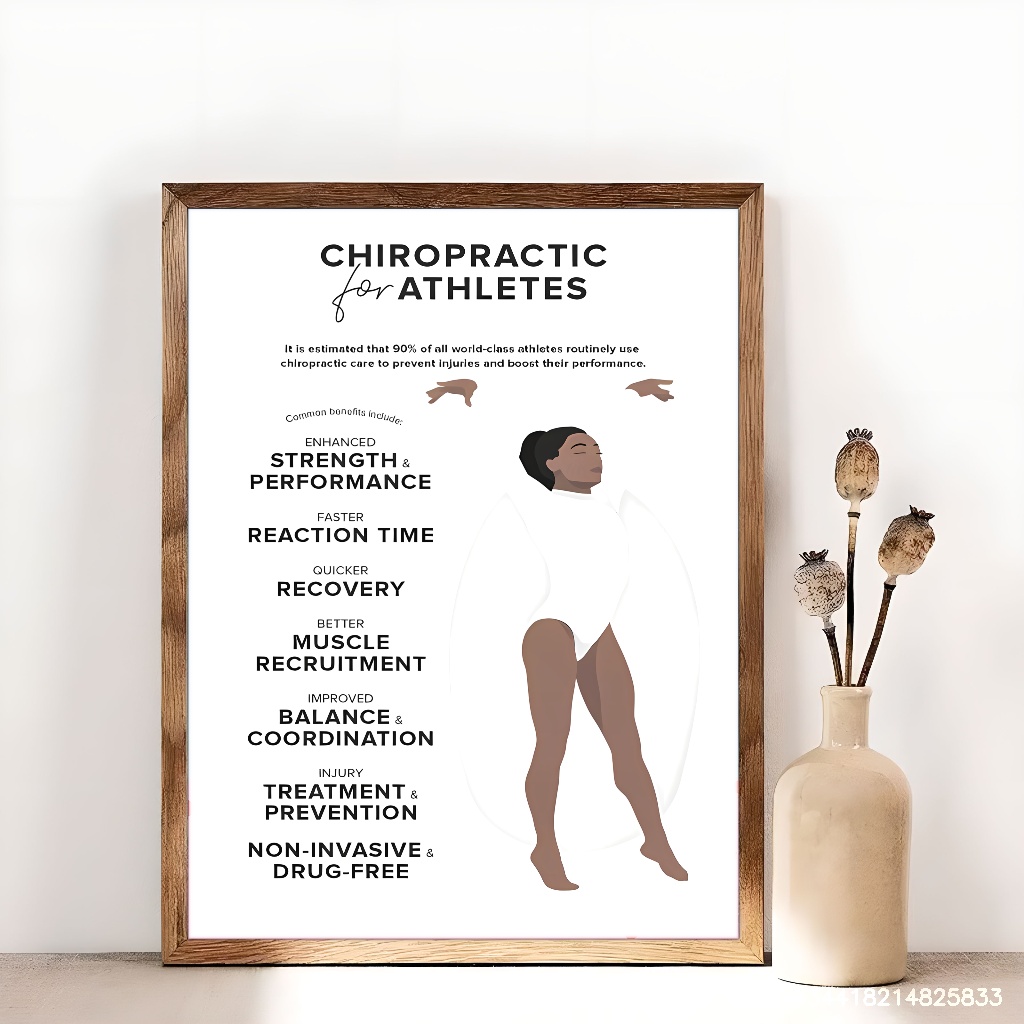 CHIROPRACTIC
for ATHLETES
It is estimated that 90% of all world-class athletes routinely use
chiropractic care to prevent injuries and boost their performance.
Common benefits include:
ENHANCED
STRENGTH &
PERFORMANCE
FASTER
REACTION TIME
QUICKER
RECOVERY
BETTER
MUSCLE
RECRUITMENT
IMPROVED
BALANCE &
COORDINATION
INJURY
TREATMENT &
PREVENTION
NON-INVASIVE &
DRUG-FREE